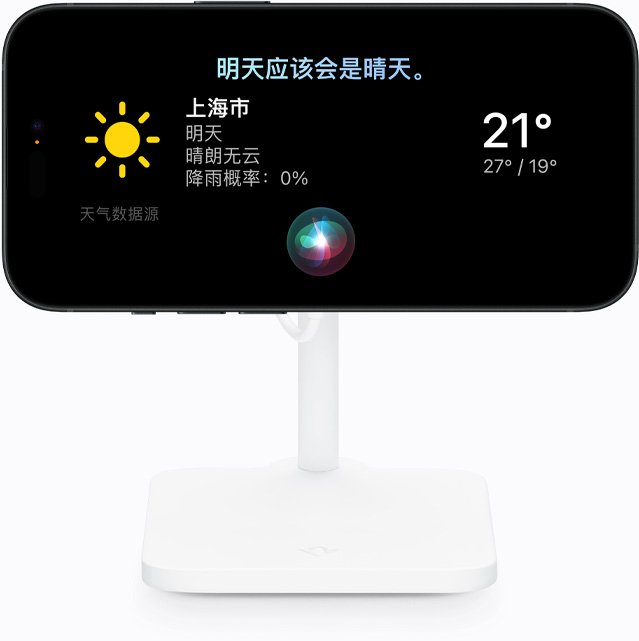 明天应该会是晴天。
上海市
明天
晴朗无云
降雨概率：0%
21°
27° / 19°
天气数据源